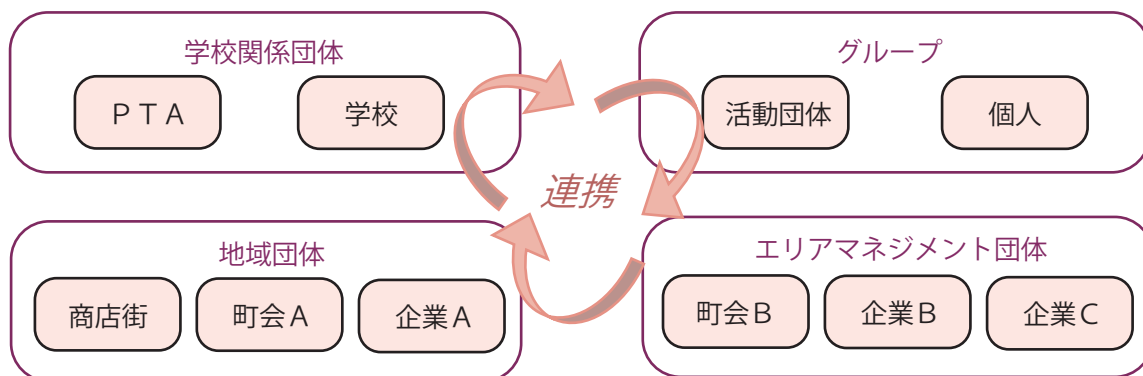 学校関係団体
ＰＴＡ
学校
グループ
活動団体
個人
連携
地域団体
商店街
町会Ａ
企業Ａ
エリアマネジメント団体
町会Ｂ
企業Ｂ
企業Ｃ